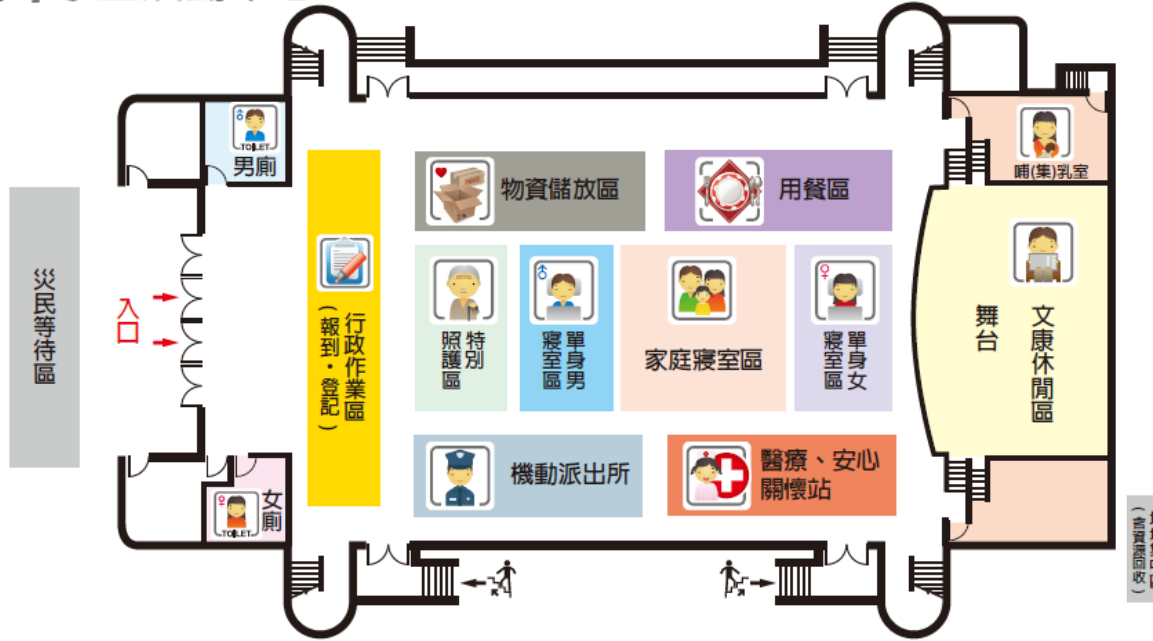 TOILET
男廁
物資儲放區
用餐區
哺(集)乳室
災民等待區
入口
行政作業區
(報到・登記)
特別
照護區
單身男
寢室區
家庭寢室區
單身女
寢室區
舞台
文康休閒區
機動派出所
醫療、安心
關懷站
女廁
TOILET
(含資源回收)